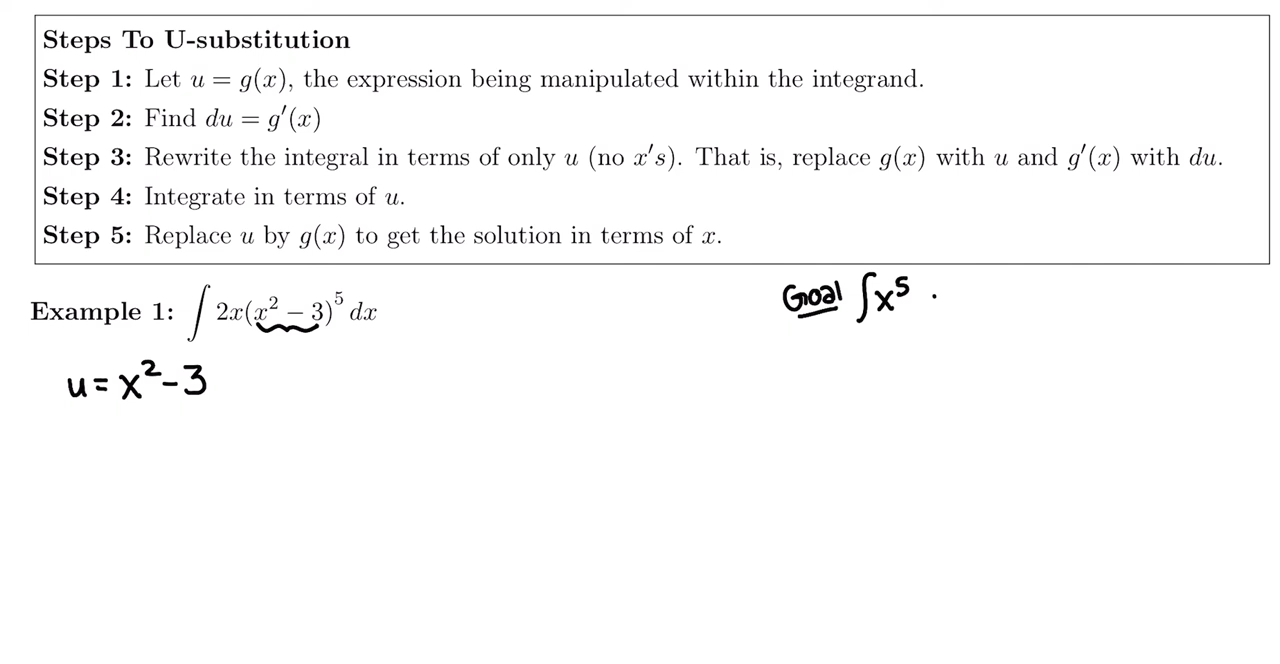 Steps To U-substitution
Step 1: Let u = g(x), the expression being manipulated within the integrand.
Step 2: Find du = g′(x)
Step 3: Rewrite the integral in terms of only u (no x′s). That is, replace g(x) with u and g′(x) with du.
Step 4: Integrate in terms of u.
Step 5: Replace u by g(x) to get the solution in terms of x.
Example 1: ∫ 2x(x² − 3)⁵ dx
Goal ∫x⁵ ·
u = x² − 3